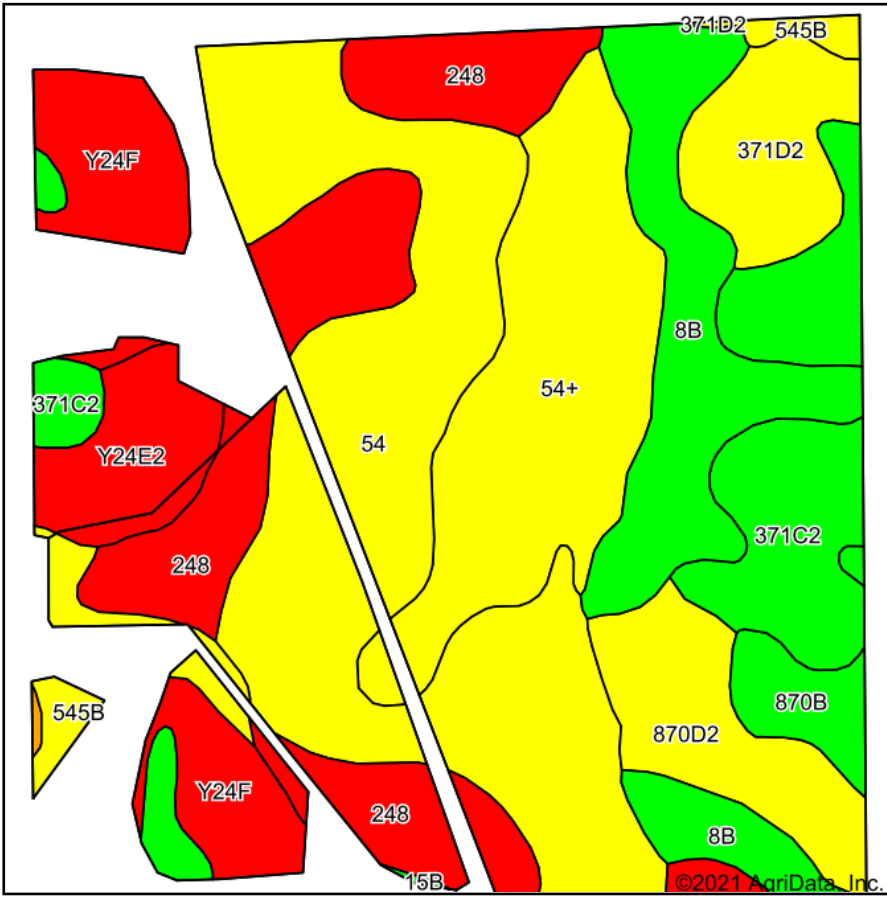 371D2
545B
248
Y24F
371D2
8B
54+
371C2
54
Y24E2
371C2
248
870B
545B
870D2
Y24F
248
8B
15B
©2021 AgriData, Inc.